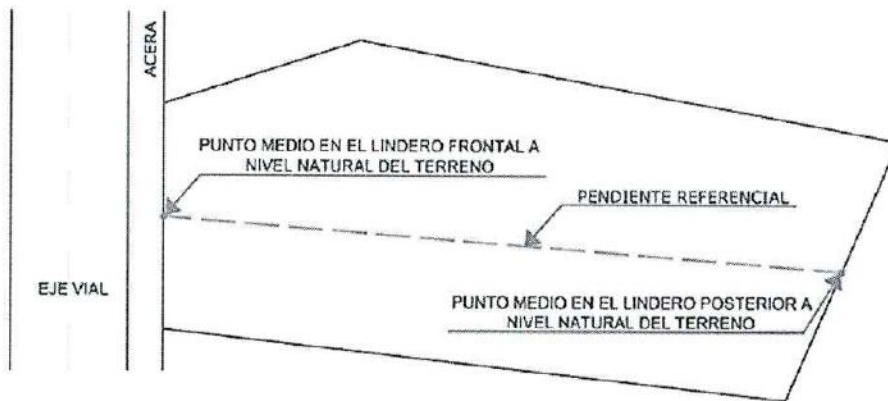 ACERA
PUNTO MEDIO EN EL LINDERO FRONTAL A
NIVEL NATURAL DEL TERRENO
PENDIENTE REFERENCIAL
EJE VIAL
PUNTO MEDIO EN EL LINDERO POSTERIOR A
NIVEL NATURAL DEL TERRENO